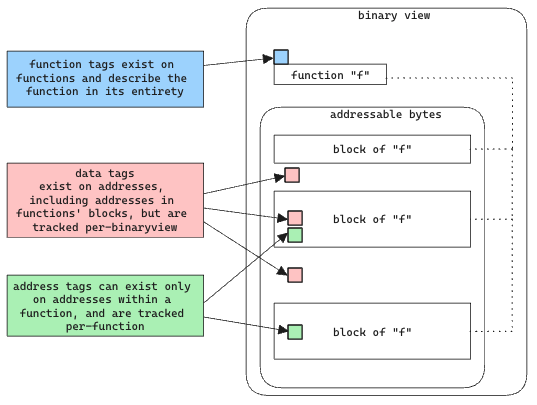 binary view
function tags exist on
functions and describe the
function in its entirety
function "f"
addressable bytes
block of "f"
data tags
exist on addresses,
including addresses in
functions' blocks, but are
tracked per-binaryview
block of "f"
address tags can exist only
on addresses within a
function, and are tracked
per-function
block of "f"